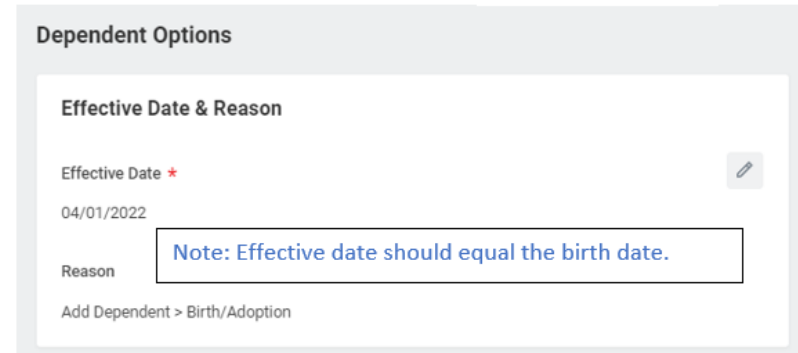 Dependent Options
Effective Date & Reason
Effective Date *
04/01/2022
Note: Effective date should equal the birth date.
Reason
Add Dependent > Birth/Adoption